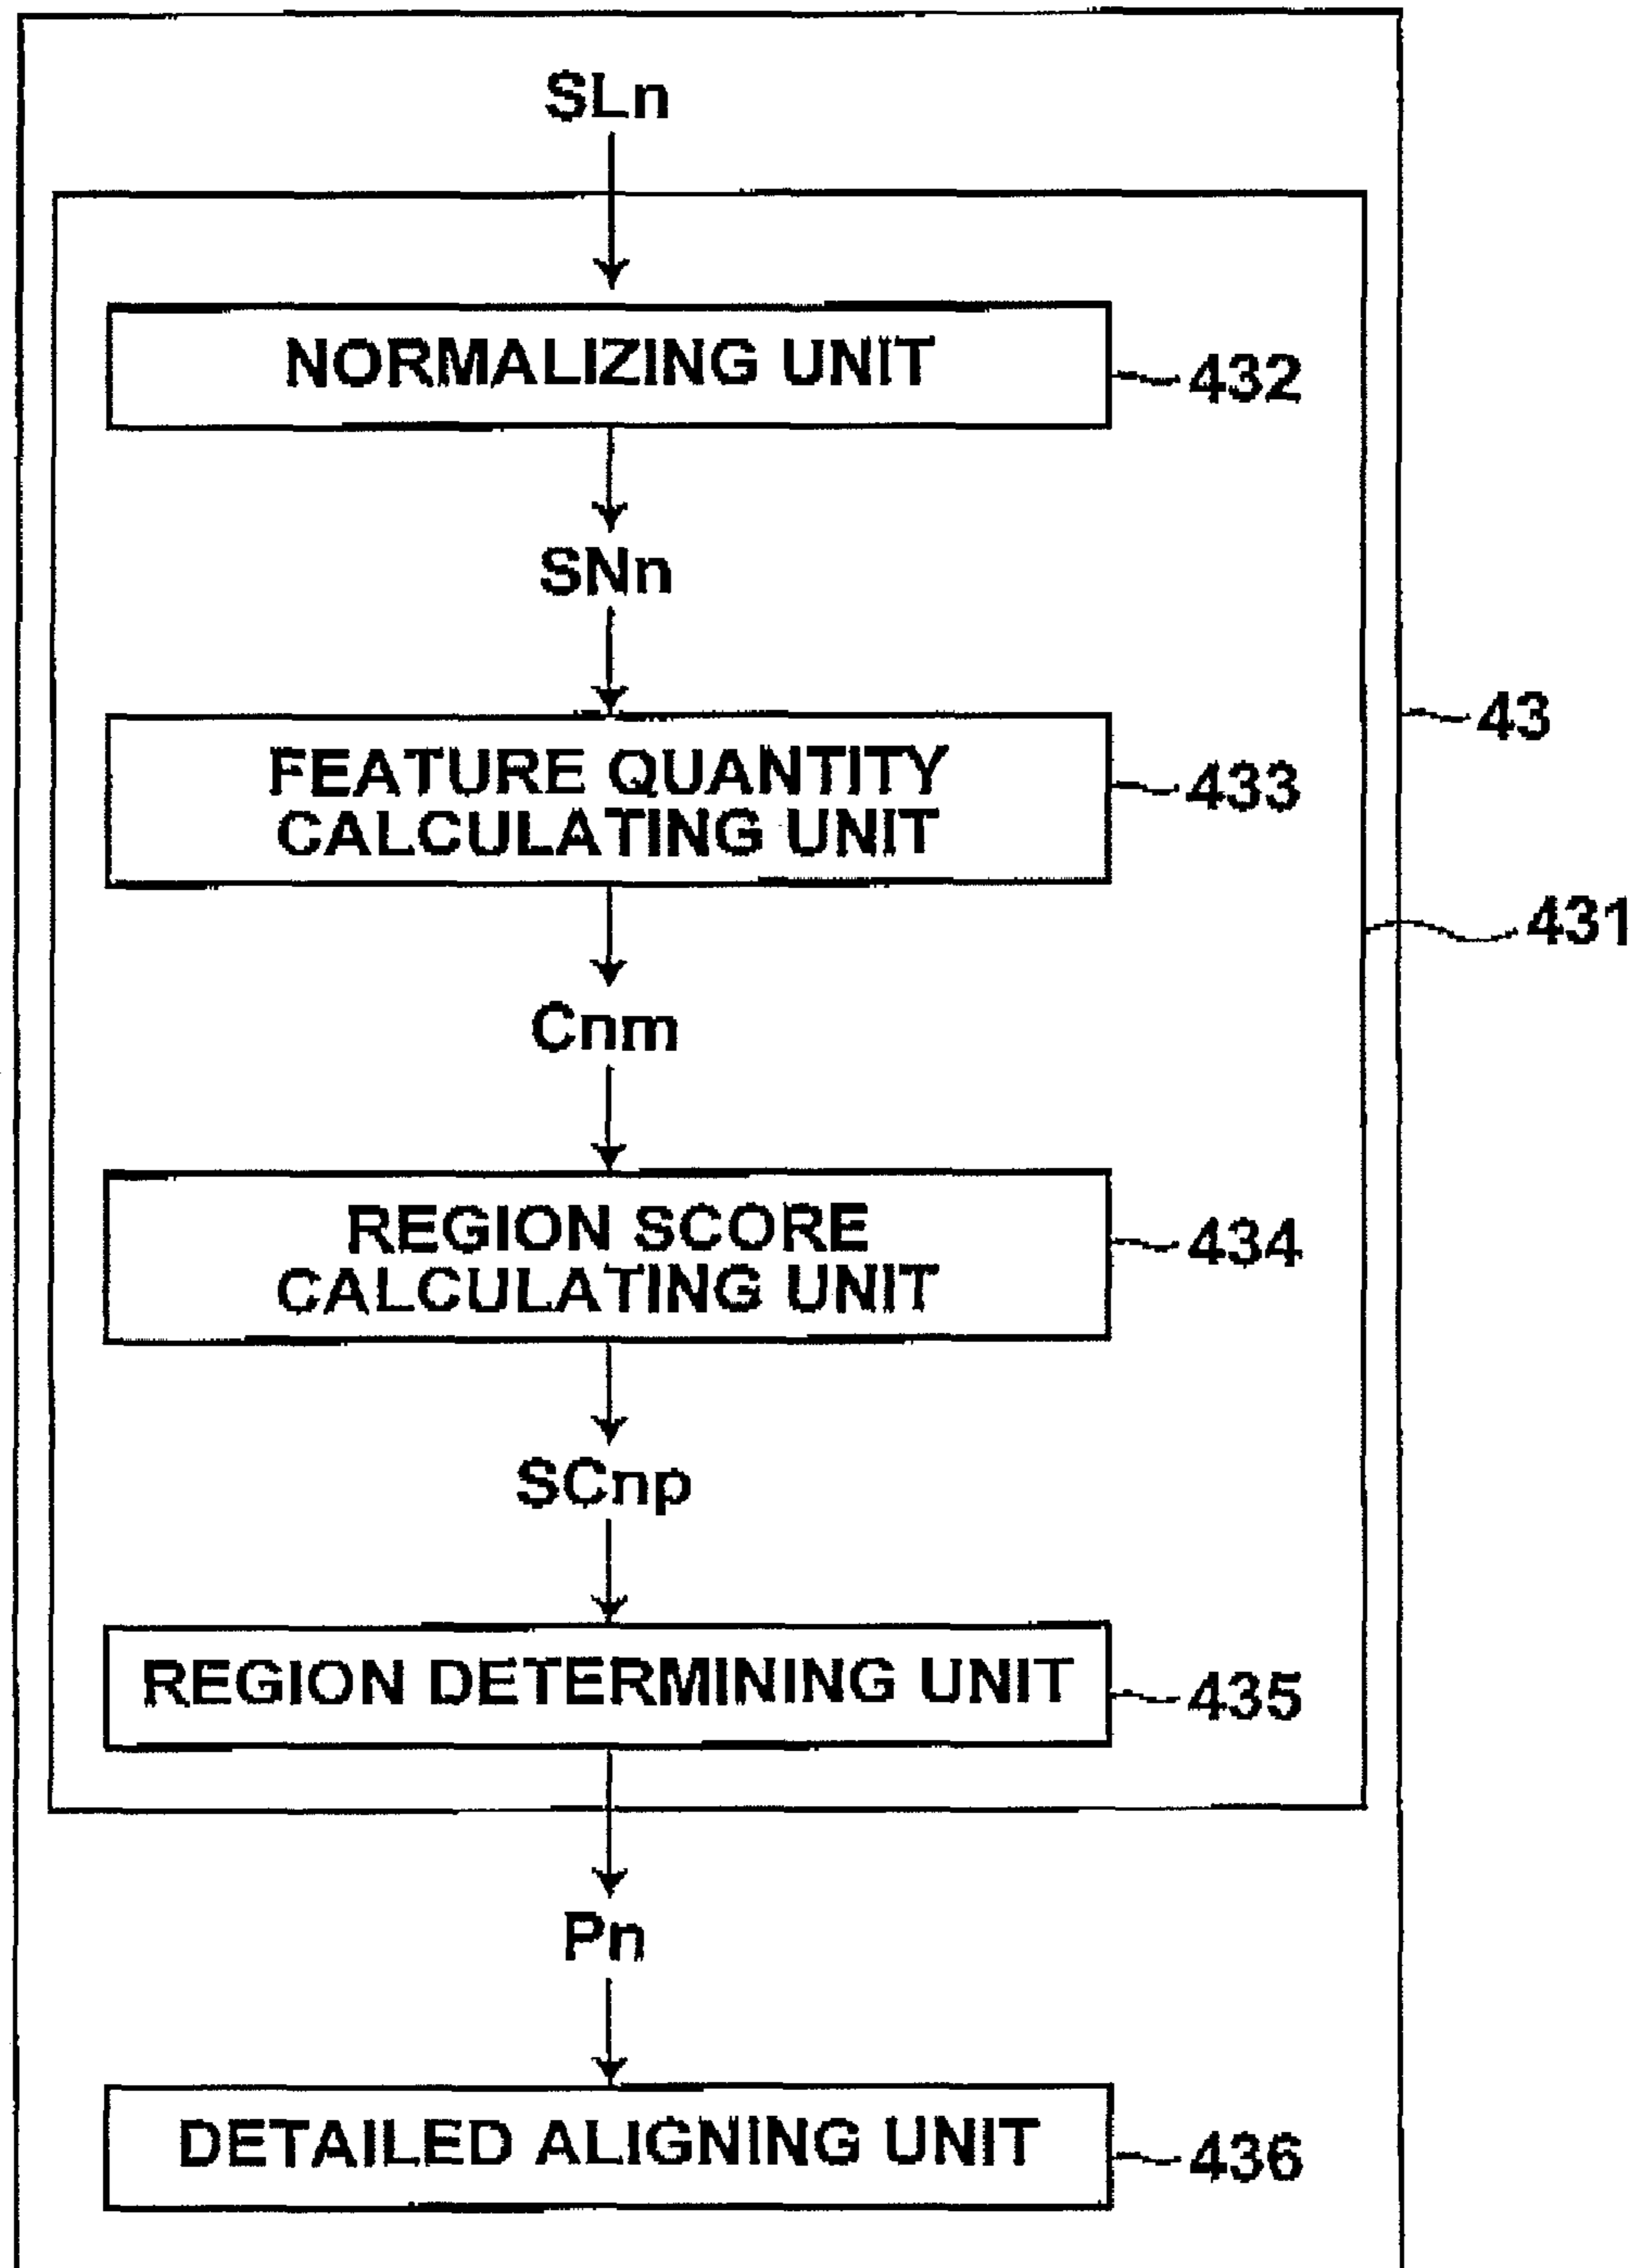 SLn
NORMALIZING UNIT
432
SNn
43
FEATURE QUANTITY
CALCULATING UNIT
433
431
Cnm
REGION SCORE
CALCULATING UNIT
434
SCnp
REGION DETERMINING UNIT
435
Pn
DETAILED ALIGNING UNIT
436